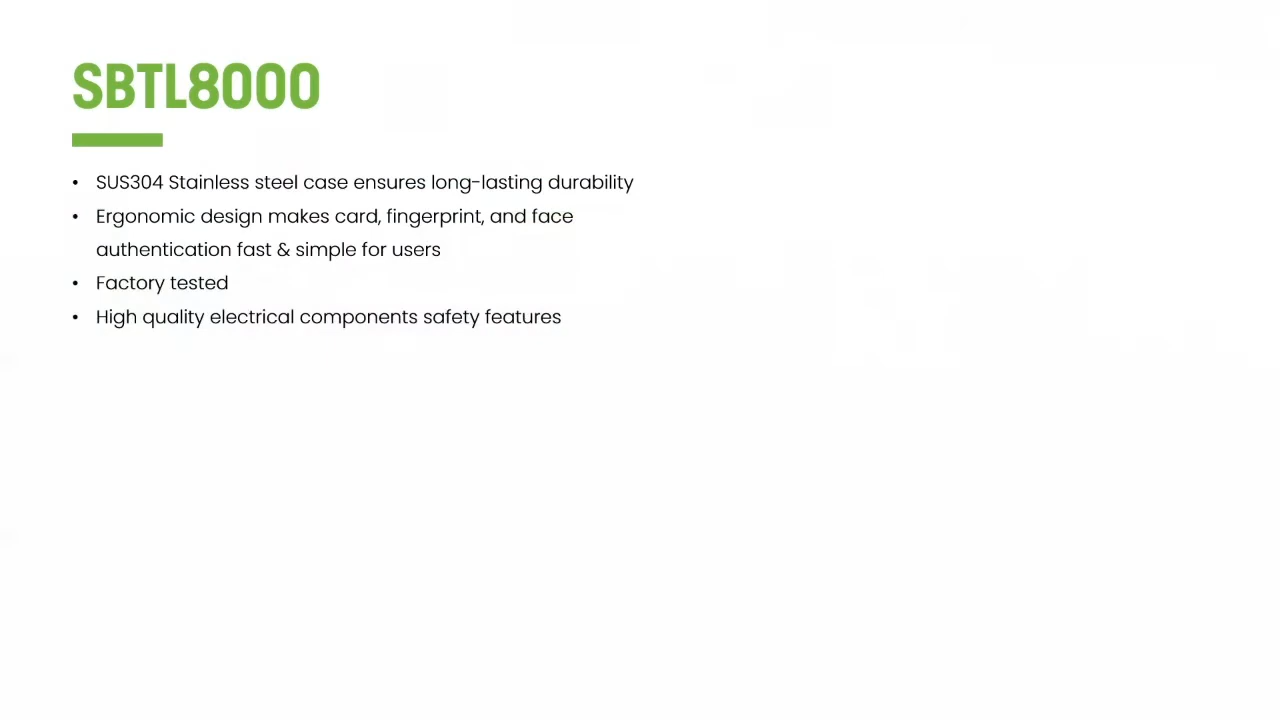 SBTL8000
• SUS304 Stainless steel case ensures long-lasting durability
• Ergonomic design makes card, fingerprint, and face
authentication fast & simple for users
• Factory tested
• High quality electrical components safety features